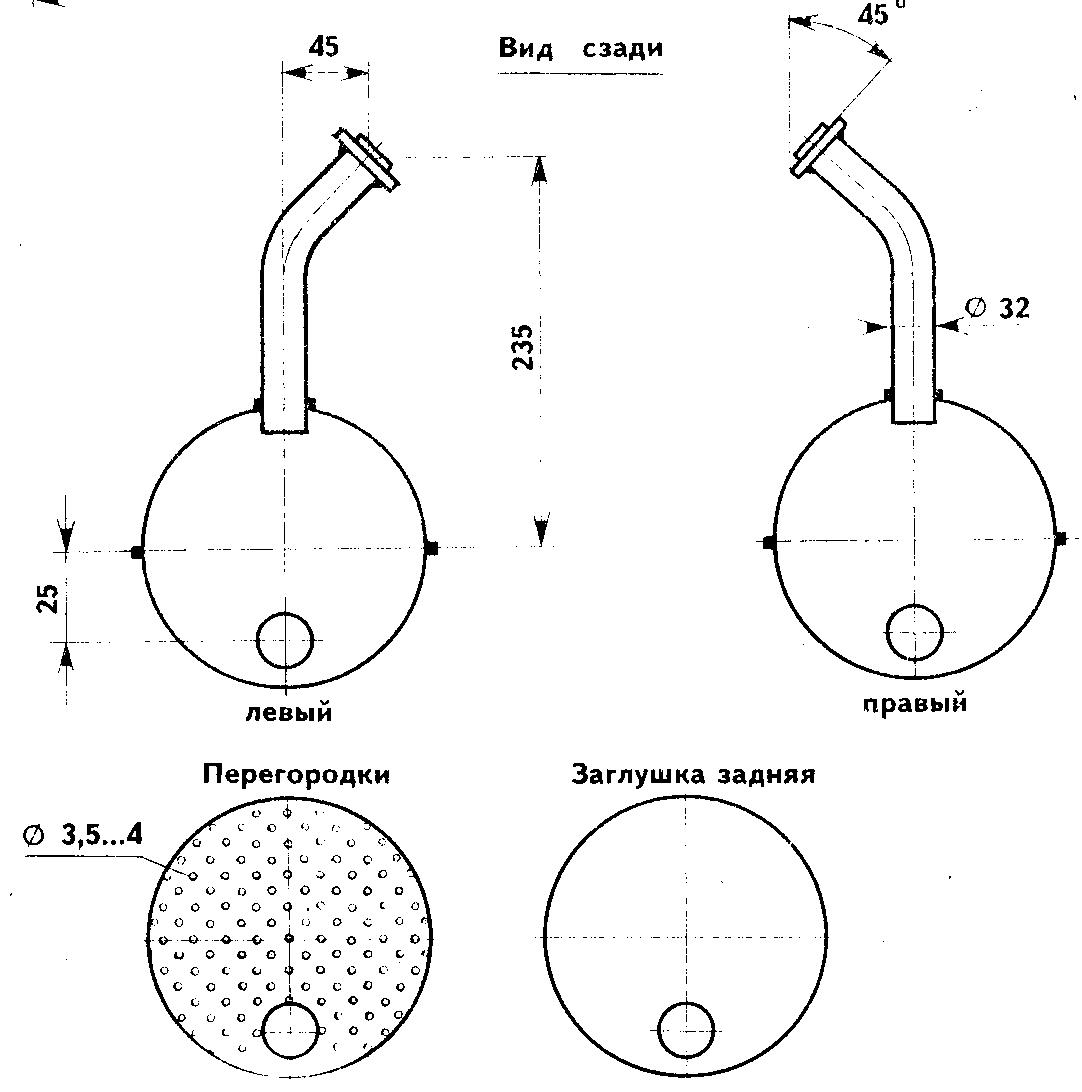 45
Вид сзади
45°
Ø 32
235
25
левый
правый
Перегородки
Заглушка задняя
Ø 3,5...4